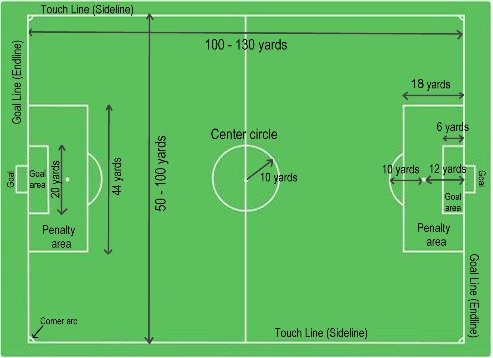 Touch Line (Sideline)
100 - 130 yards
Goal Line (Endline)
18 yards
6 yards
Center circle
10 yards
10 yards
12 yards
Goal
Goal
area
20 yards
44 yards
50 - 100 yards
Goal
area
Goal
Penalty
area
Penalty
area
Goal Line (Endline)
Corner arc
Touch Line (Sideline)